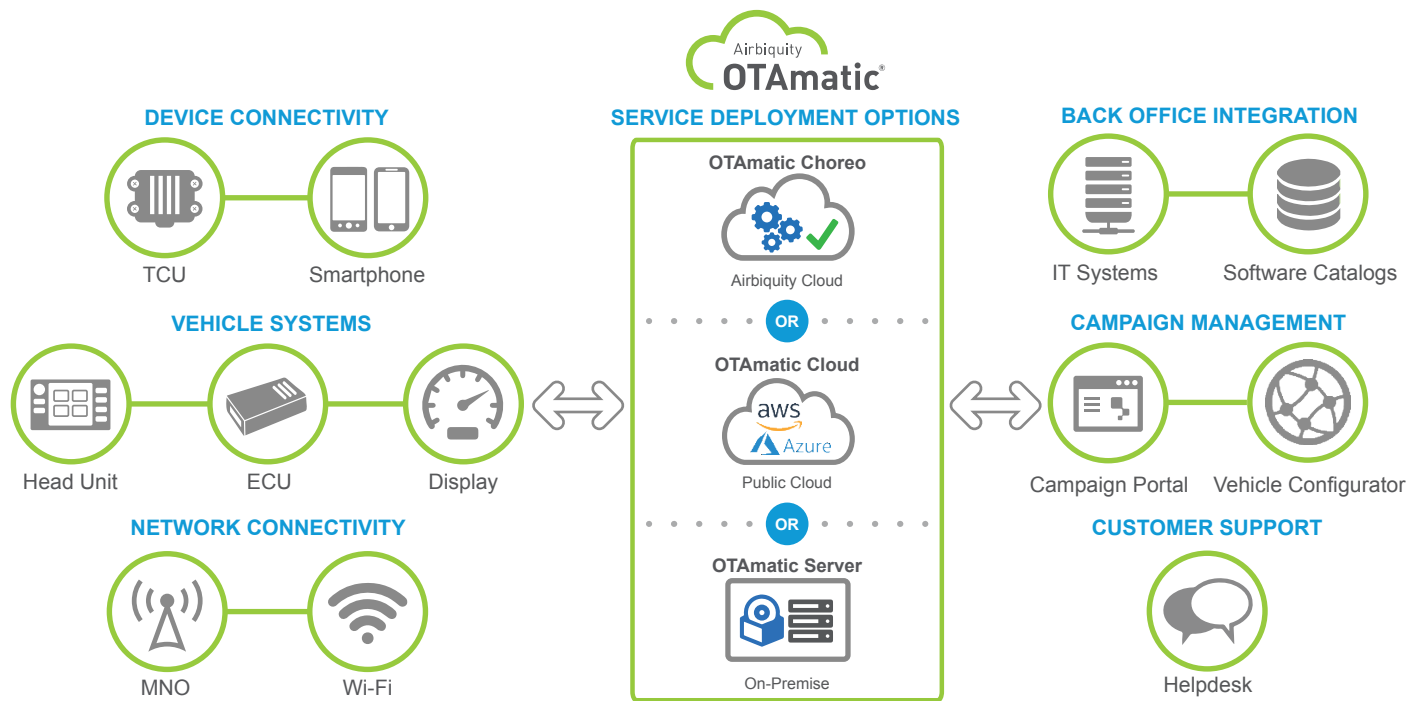 Airbiquity
OTAmatic®
DEVICE CONNECTIVITY
TCU
Smartphone
VEHICLE SYSTEMS
Head Unit
ECU
Display
NETWORK CONNECTIVITY
MNO
Wi-Fi
SERVICE DEPLOYMENT OPTIONS
OTAmatic Choreo
Airbiquity Cloud
OR
OTAmatic Cloud
aws
Azure
Public Cloud
OR
OTAmatic Server
On-Premise
BACK OFFICE INTEGRATION
IT Systems
Software Catalogs
CAMPAIGN MANAGEMENT
Campaign Portal
Vehicle Configurator
CUSTOMER SUPPORT
Helpdesk